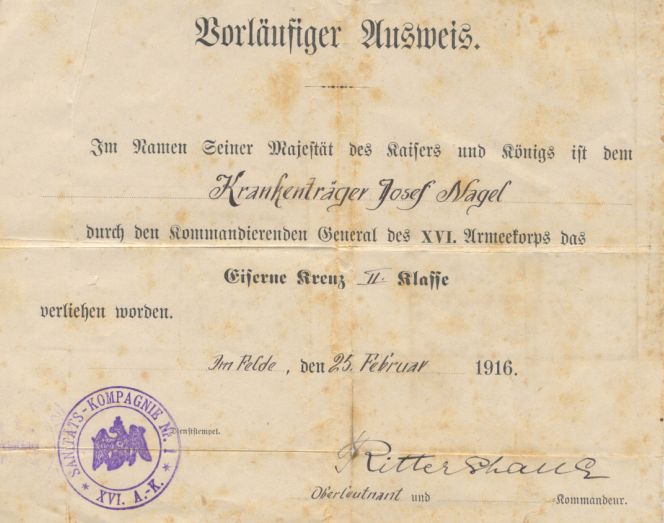 Vorläufiger Ausweis.
Im Namen Seiner Majestät des Kaisers und Königs ist dem
Krankenträger Josef Nagel
durch den Kommandierenden General des XVI. Armeekorps das
Eiserne Kreuz II. Klasse
verliehen worden.
Im Felde, den 25. Februar 1916.
SANITÄTS-KOMPAGNIE Nr. 1
* XVI. A.-K. *
Dienststempel.
Oberleutnant und -Kommandeur.